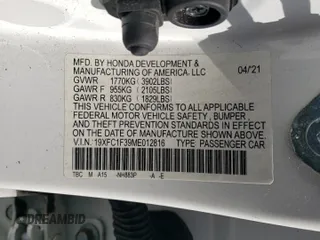 MFD. BY HONDA DEVELOPMENT &
MANUFACTURING OF AMERICA, LLC 04/21
GVWR 1770KG (3902LBS)
GAWR F 955KG (2105LBS)
GAWR R 830KG (1829LBS)
THIS VEHICLE CONFORMS TO ALL APPLICABLE
FEDERAL MOTOR VEHICLE SAFETY, BUMPER,
AND THEFT PREVENTION STANDARDS IN EFFECT
ON THE DATE OF MANUFACTURE SHOWN ABOVE.
V.I.N. 19XFC1F39ME012816 TYPE: PASSENGER CAR
TBC M A15 -NH883P -A -E
DREAMBID